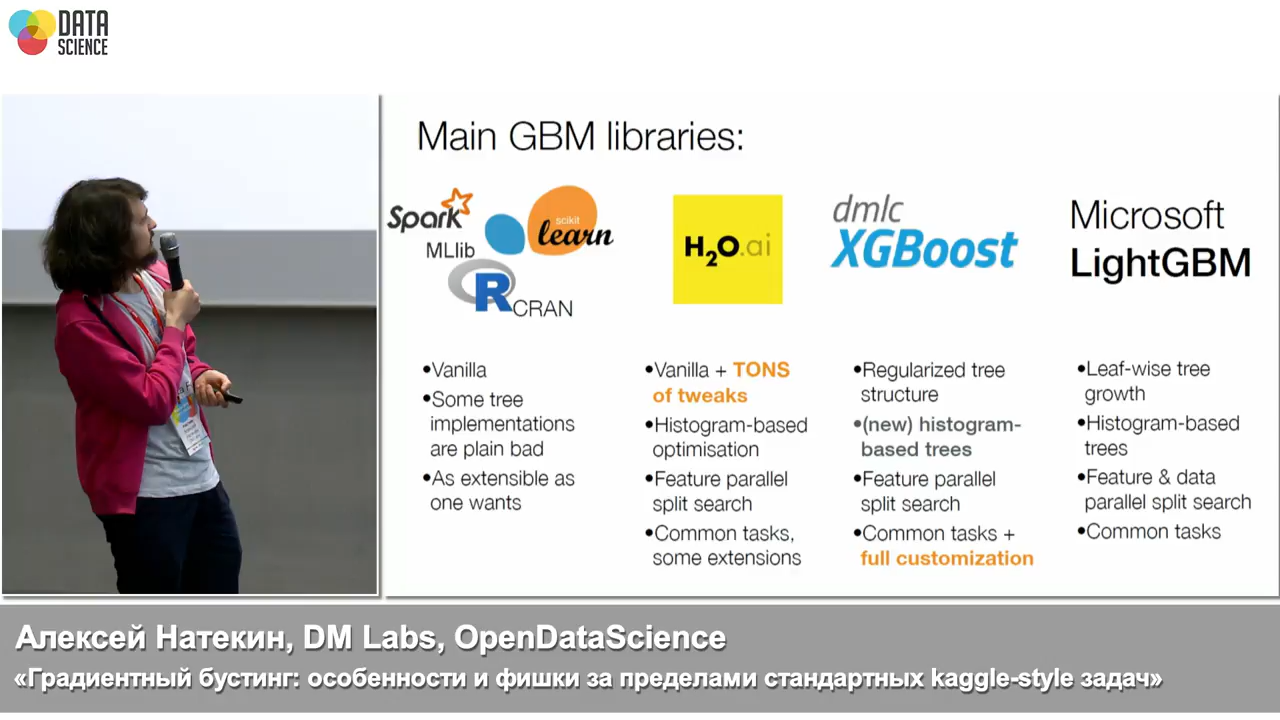 DATA
SCIENCE
Main GBM libraries:
Spark
MLlib
scikit
learn
R CRAN
H2O.ai
dmlc
XGBoost
Microsoft
LightGBM
•Vanilla
•Some tree
implementations
are plain bad
•As extensible as
one wants
•Vanilla + TONS
of tweaks
•Histogram-based
optimisation
•Feature parallel
split search
•Common tasks,
some extensions
•Regularized tree
structure
•(new) histogram-
based trees
•Feature parallel
split search
•Common tasks +
full customization
•Leaf-wise tree
growth
•Histogram-based
trees
•Feature & data
parallel split search
•Common tasks
Алексей Натекин, DM Labs, OpenDataScience
«Градиентный бустинг: особенности и фишки за пределами стандартных kaggle-style задач»